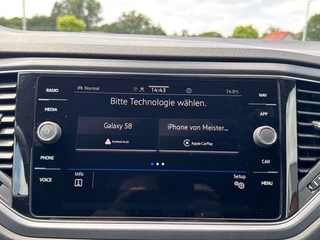 RADIO
Normal
14:43
14.0
NAV
Bitte Technologie wählen.
MEDIA
APP
Galaxy S8
iPhone von Meister...
Android Auto
Apple CarPlay
PHONE
CAR
Info
Setup
VOICE
MENU